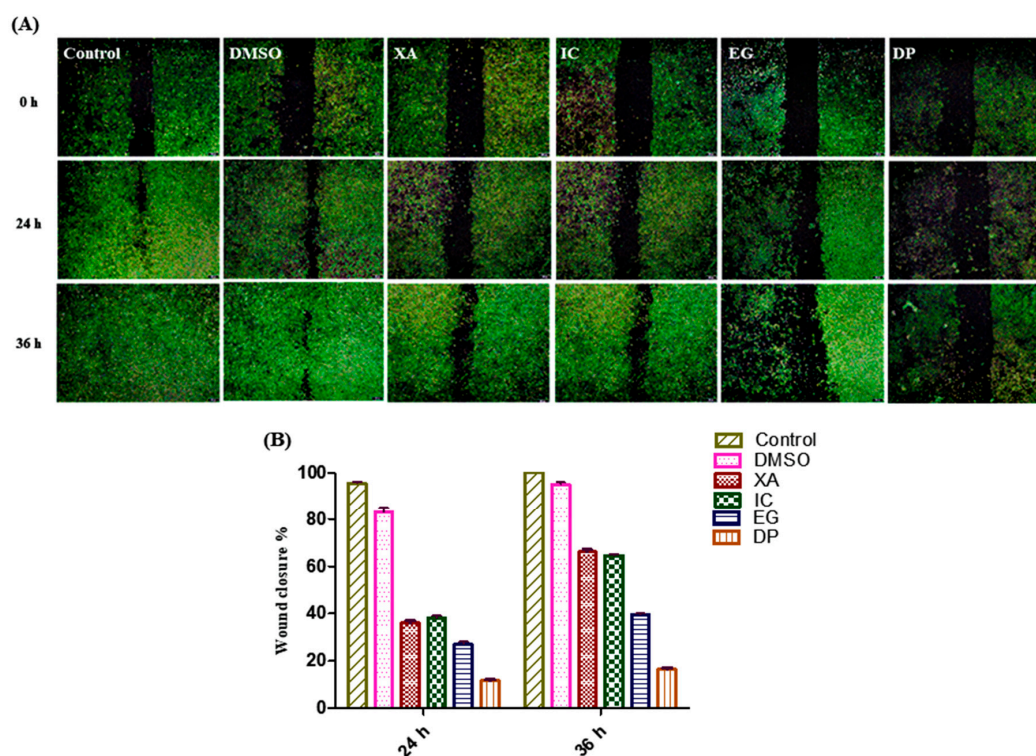 (A)
Control DMSO XA IC EG DP
0 h
24 h
36 h
(B)
Control
DMSO
XA
IC
EG
DP
Wound closure %
100
80
60
40
20
0
24 h 36 h